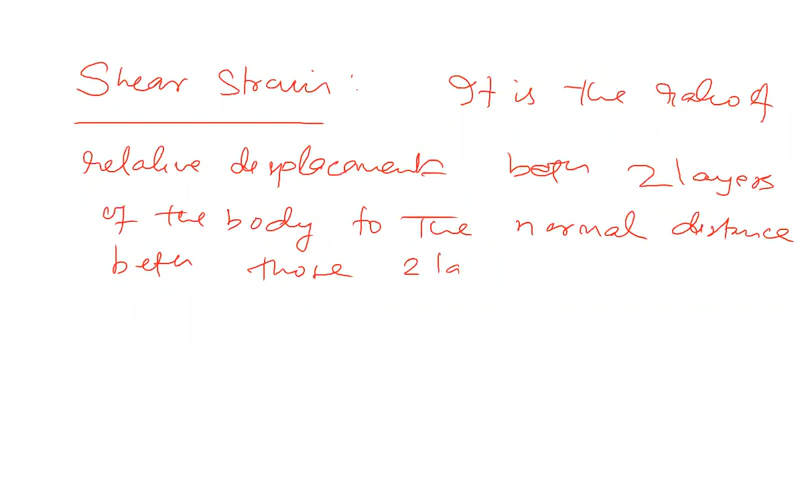 Shear Strain: It is the ratio of
relative displacement betn 2 layers
of the body to The normal distance
betn those 2 la